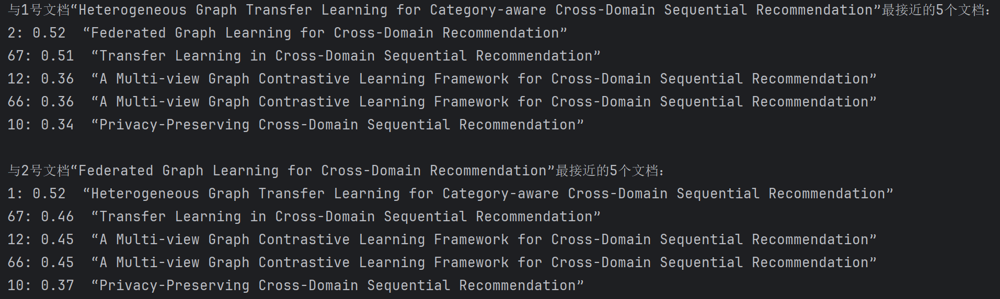 与1号文档“Heterogeneous Graph Transfer Learning for Category-aware Cross-Domain Sequential Recommendation”最接近的5个文档:
2: 0.52  “Federated Graph Learning for Cross-Domain Recommendation”
67: 0.51  “Transfer Learning in Cross-Domain Sequential Recommendation”
12: 0.36  “A Multi-view Graph Contrastive Learning Framework for Cross-Domain Sequential Recommendation”
66: 0.36  “A Multi-view Graph Contrastive Learning Framework for Cross-Domain Sequential Recommendation”
10: 0.34  “Privacy-Preserving Cross-Domain Sequential Recommendation”

与2号文档“Federated Graph Learning for Cross-Domain Recommendation”最接近的5个文档:
1: 0.52  “Heterogeneous Graph Transfer Learning for Category-aware Cross-Domain Sequential Recommendation”
67: 0.46  “Transfer Learning in Cross-Domain Sequential Recommendation”
12: 0.45  “A Multi-view Graph Contrastive Learning Framework for Cross-Domain Sequential Recommendation”
66: 0.45  “A Multi-view Graph Contrastive Learning Framework for Cross-Domain Sequential Recommendation”
10: 0.37  “Privacy-Preserving Cross-Domain Sequential Recommendation”